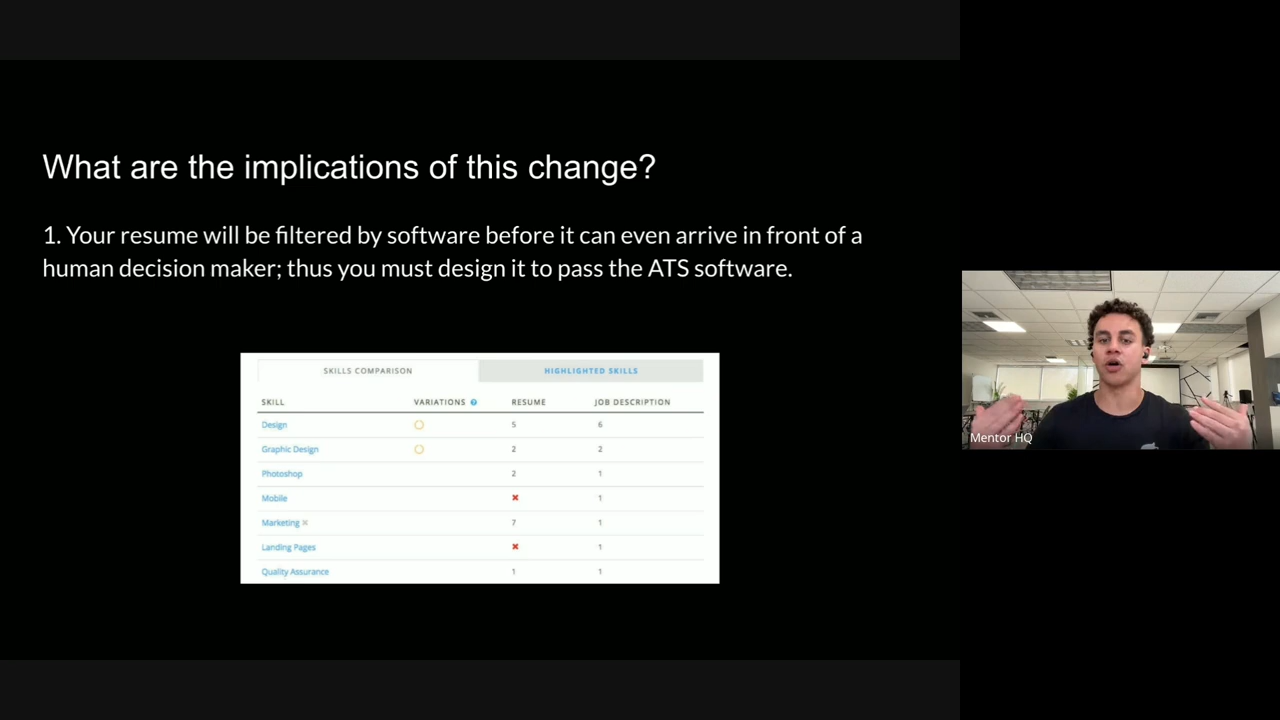 What are the implications of this change?
1. Your resume will be filtered by software before it can even arrive in front of a
human decision maker; thus you must design it to pass the ATS software.
SKILLS COMPARISON HIGHLIGHTED SKILLS
SKILL VARIATIONS RESUME JOB DESCRIPTION
Design 5 6
Graphic Design 2 2
Photoshop 2 1
Mobile 1
Marketing 7 1
Landing Pages 1
Quality Assurance 1 1
Mentor HQ